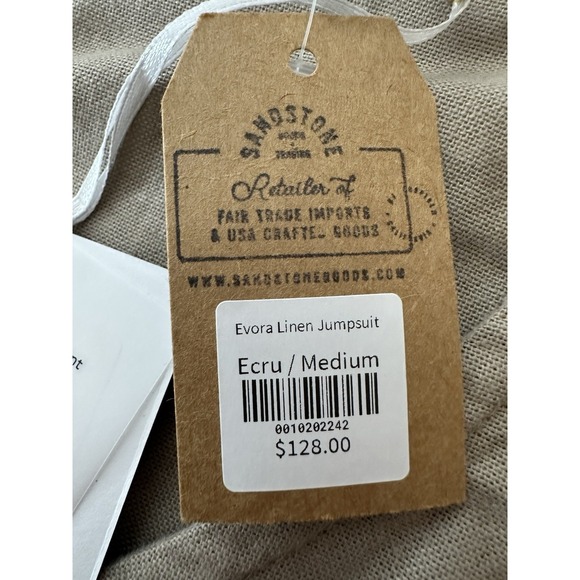 SANDSTONE
GOODS
TRADING
Retailer of
FAIR TRADE IMPORTS
& USA CRAFTED GOODS
WWW.SANDSTONEGOODS.COM
Evora Linen Jumpsuit
Ecru / Medium
0010202242
$128.00